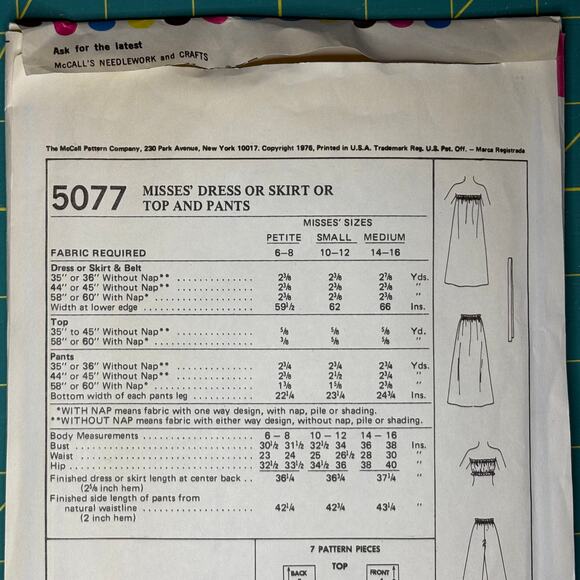 Ask for the latest
McCALL'S NEEDLEWORK and CRAFTS
The McCall Pattern Company, 230 Park Avenue, New York 10017. Copyright 1976, Printed in U.S.A. Trademark Reg. U.S. Pat. Off. – Marca Registrada
5077 MISSES' DRESS OR SKIRT OR
TOP AND PANTS
MISSES' SIZES
PETITE SMALL MEDIUM
FABRIC REQUIRED 6–8 10–12 14–16
Dress or Skirt & Belt
35" or 36" Without Nap** 2⅜ 2⅜ 2⅞ Yds.
44" or 45" Without Nap** 2⅜ 2⅜ 2⅜ "
58" or 60" With Nap* 2⅜ 2⅜ 2⅜ "
Width at lower edge 59½ 62 66 Ins.
Top
35" to 45" Without Nap** ⅝ ⅝ ⅝ Yd.
58" or 60" With Nap* ⅜ ⅝ ⅝ "
Pants
35" or 36" Without Nap** 2¾ 2¾ 2¾ Yds.
44" or 45" Without Nap** 2⅜ 2½ 2¾ "
58" or 60" With Nap* 1⅜ 1⅝ 2⅜ "
Bottom width of each pants leg 22¼ 23¼ 24¾ Ins.
*WITH NAP means fabric with one way design, with nap, pile or shading.
**WITHOUT NAP means fabric with either way design, without nap, pile or shading.
Body Measurements 6 – 8 10 – 12 14 – 16
Bust 30½ 31½ 32½ 34 36 38 Ins.
Waist 23 24 25 26½ 28 30 "
Hip 32½ 33½ 34½ 36 38 40 "
Finished dress or skirt length at center back 36¼ 36¾ 37¼ "
(2⅝ inch hem)
Finished side length of pants from
natural waistline 42¼ 42¾ 43¼ "
(2 inch hem)
7 PATTERN PIECES
TOP
BACK FRONT